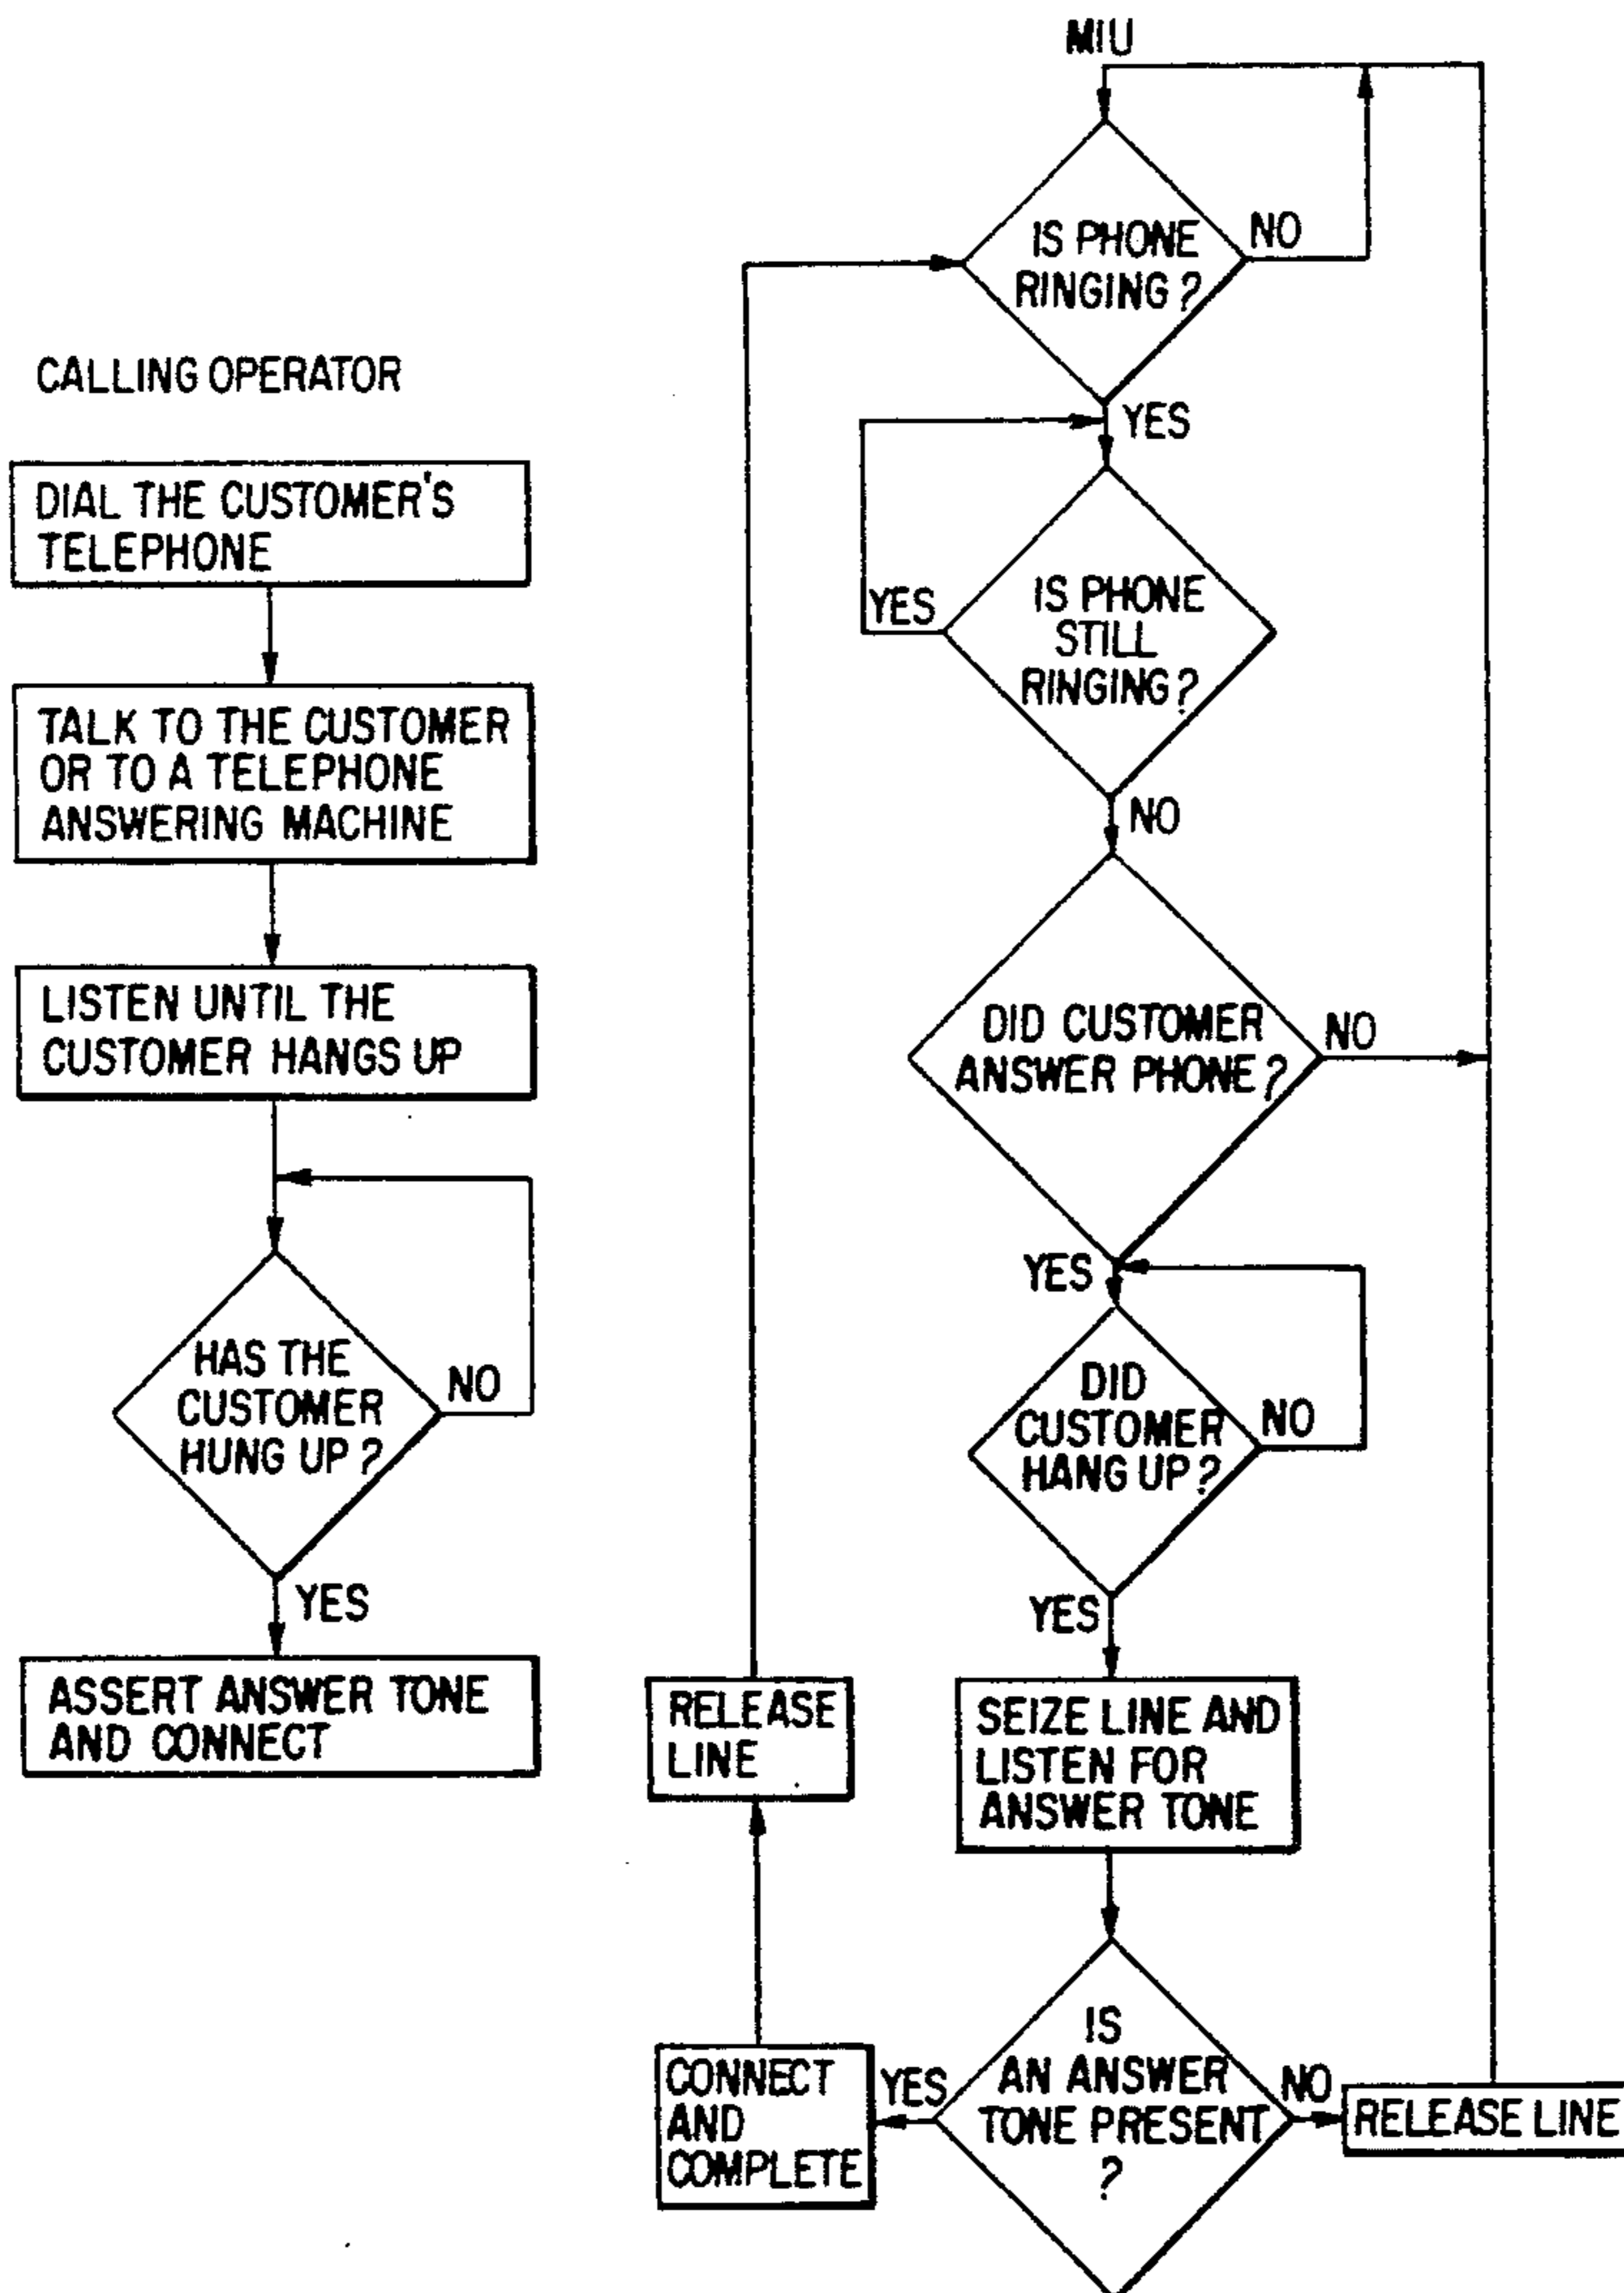 CALLING OPERATOR
DIAL THE CUSTOMER'S
TELEPHONE
TALK TO THE CUSTOMER
OR TO A TELEPHONE
ANSWERING MACHINE
LISTEN UNTIL THE
CUSTOMER HANGS UP
HAS THE
CUSTOMER
HUNG UP?
NO
YES
ASSERT ANSWER TONE
AND CONNECT
MIU
IS PHONE
RINGING?
NO
YES
IS PHONE
STILL
RINGING?
YES
NO
DID CUSTOMER
ANSWER PHONE?
NO
YES
DID
CUSTOMER
HANG UP?
NO
YES
SEIZE LINE AND
LISTEN FOR
ANSWER TONE
IS
AN ANSWER
TONE PRESENT
?
YES
NO
CONNECT
AND
COMPLETE
RELEASE
LINE
RELEASE LINE